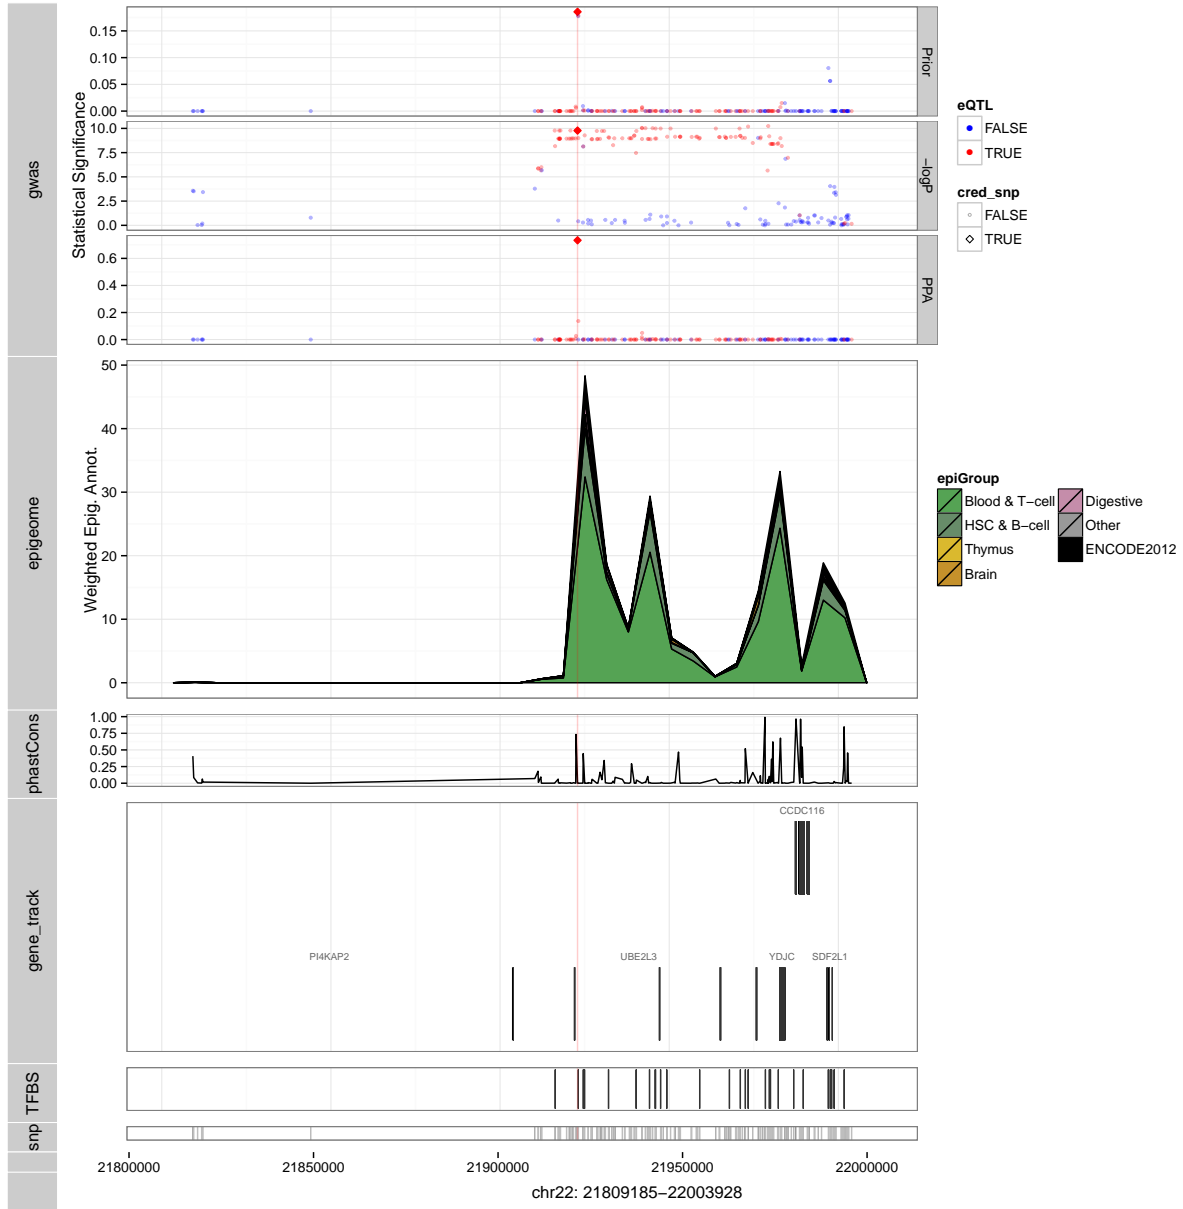 gwas
Statistical Significance
0.15
0.10
0.05
0.00
Prior
10.0
7.5
5.0
2.5
0.0
−logP
0.6
0.4
0.2
0.0
PPA
eQTL
FALSE
TRUE
cred_snp
FALSE
TRUE
epigeome
Weighted Epig. Annot.
50
40
30
20
10
0
epiGroup
Blood & T−cell
HSC & B−cell
Thymus
Brain
Digestive
Other
ENCODE2012
phastCons
1.00
0.75
0.50
0.25
0.00
gene_track
CCDC116
PI4KAP2
UBE2L3
YDJC
SDF2L1
TFBS
snp
21800000
21850000
21900000
21950000
22000000
chr22: 21809185−22003928